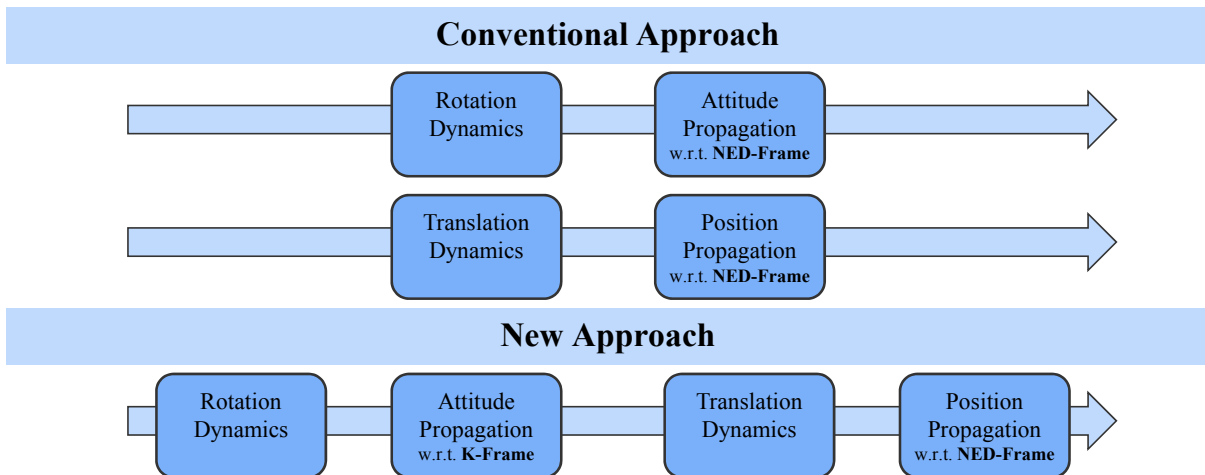 Conventional Approach
Rotation
Dynamics
Attitude
Propagation
w.r.t. NED-Frame
Translation
Dynamics
Position
Propagation
w.r.t. NED-Frame
New Approach
Rotation
Dynamics
Attitude
Propagation
w.r.t. K-Frame
Translation
Dynamics
Position
Propagation
w.r.t. NED-Frame